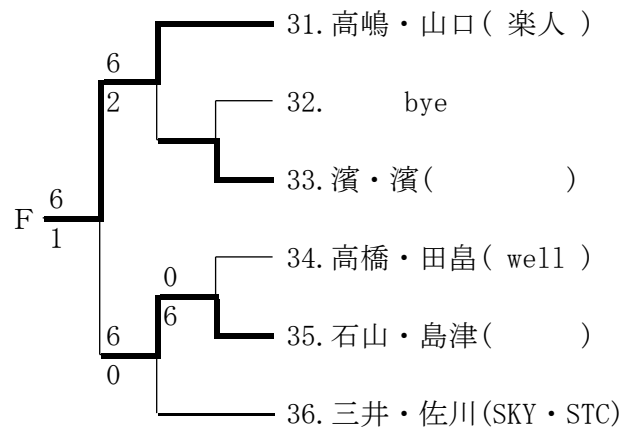 31. 高嶋・山口( 楽人 )
6
2
32. bye
33. 濱・濱( )
6
F
1
34. 高橋・田畠( well )
0
6
35. 石山・島津( )
6
0
36. 三井・佐川(SKY・STC)